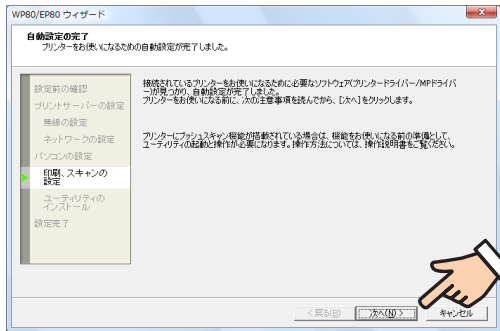 WP80/EP80 ウィザード
自動設定の完了
プリンターをお使いになるための自動設定が完了しました。
設定前の確認
プリントサーバーの設定
無線の設定
ネットワークの設定
パソコンの設定
印刷、スキャンの
設定
ユーティリティの
インストール
設定完了
接続されているプリンターをお使いになるために必要なソフトウェア(プリンタードライバー/MPドライバ
ー)が見つかり、自動設定が完了しました。
プリンターをお使いになる前に、次の注意事項を読んでから、[次へ]をクリックします。
プリンターにプッシュスキャン機能が搭載されている場合は、機能をお使いになる前の準備として、
ユーティリティの起動と操作が必要になります。操作方法については、操作説明書をご覧ください。
< 戻る(B)
次へ(N) >
キャンセル